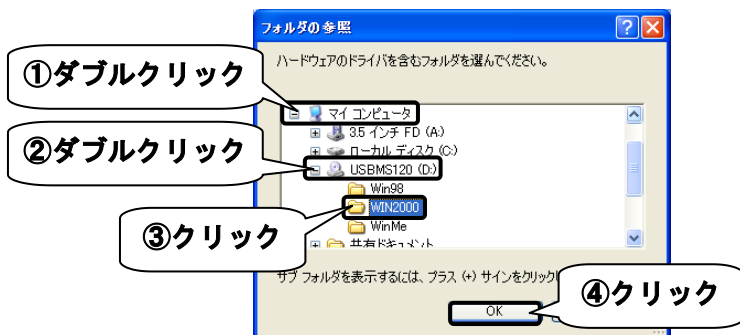 フォルダの参照
ハードウェアのドライバを含むフォルダを選んでください。
①ダブルクリック
マイ コンピュータ
3.5 インチ FD (A:)
②ダブルクリック
ローカル ディスク (C:)
USBMS120 (D:)
Win98
WIN2000
WinMe
③クリック
共有ドキュメント
サブ フォルダを表示するには、プラス (+) サインをクリック
④クリック
OK